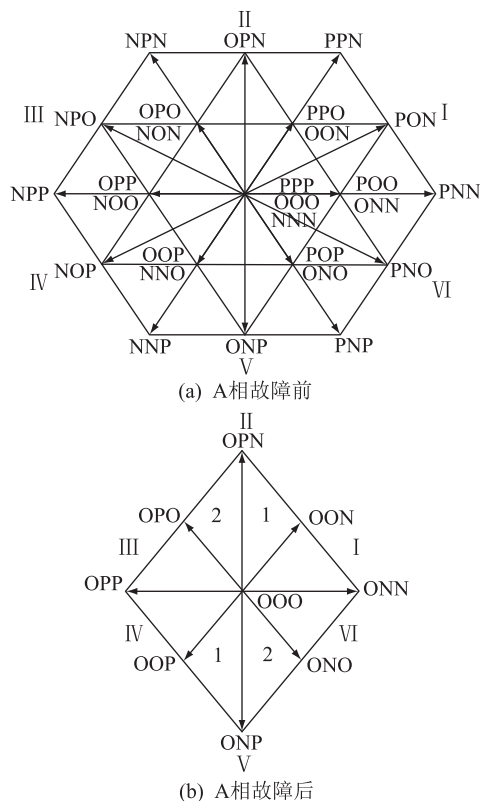 II
NPN OPN PPN
III NPO OPO PPO PON I
NON OON
NPP OPP PPP POO PNN
NOO OOO ONN
NNN
IV NOP OOP POP PNO VI
NNO ONO
NNP ONP PNP
V
(a) A相故障前
II
OPN
OPO 2 1 OON
III I
OPP OOO ONN
IV VI
OOP 1 2 ONO
ONP
V
(b) A相故障后